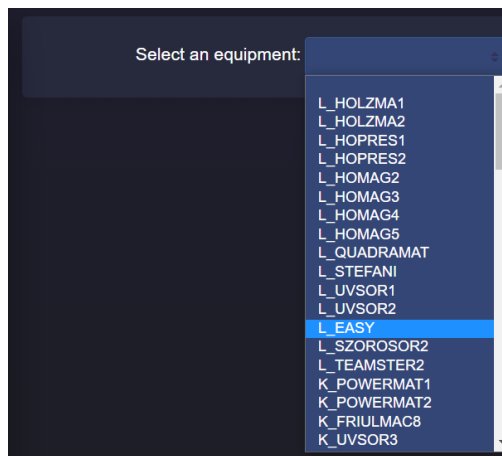 Select an equipment:
L_HOLZMA1
L_HOLZMA2
L_HOPRES1
L_HOPRES2
L_HOMAG2
L_HOMAG3
L_HOMAG4
L_HOMAG5
L_QUADRAMAT
L_STEFANI
L_UVSOR1
L_UVSOR2
L_EASY
L_SZOROSOR2
L_TEAMSTER2
K_POWERMAT1
K_POWERMAT2
K_FRIULMAC8
K_UVSOR3